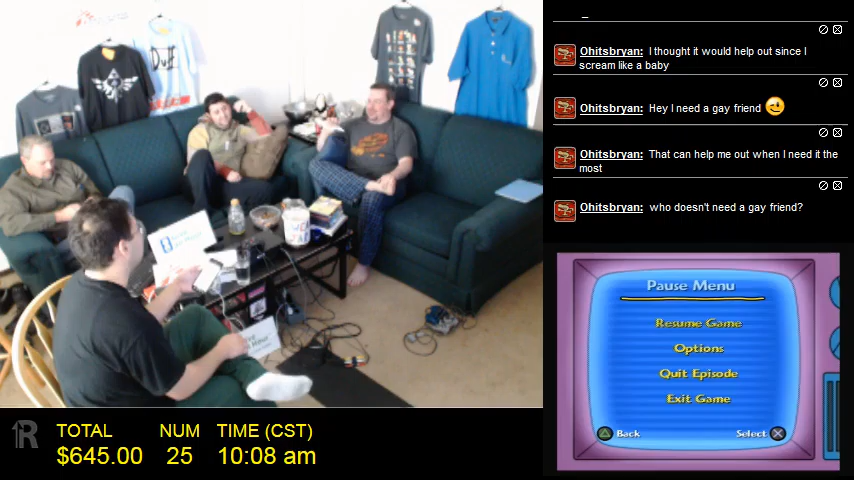 Duff
Ohitsbryan: I thought it would help out since I
scream like a baby
Ohitsbryan: Hey I need a gay friend
Ohitsbryan: That can help me out when I need it the
most
Ohitsbryan: who doesn't need a gay friend?
Pause Menu
Resume Game
Options
Quit Episode
Exit Game
Back
Select
R
TOTAL NUM TIME (CST)
$645.00 25 10:08 am